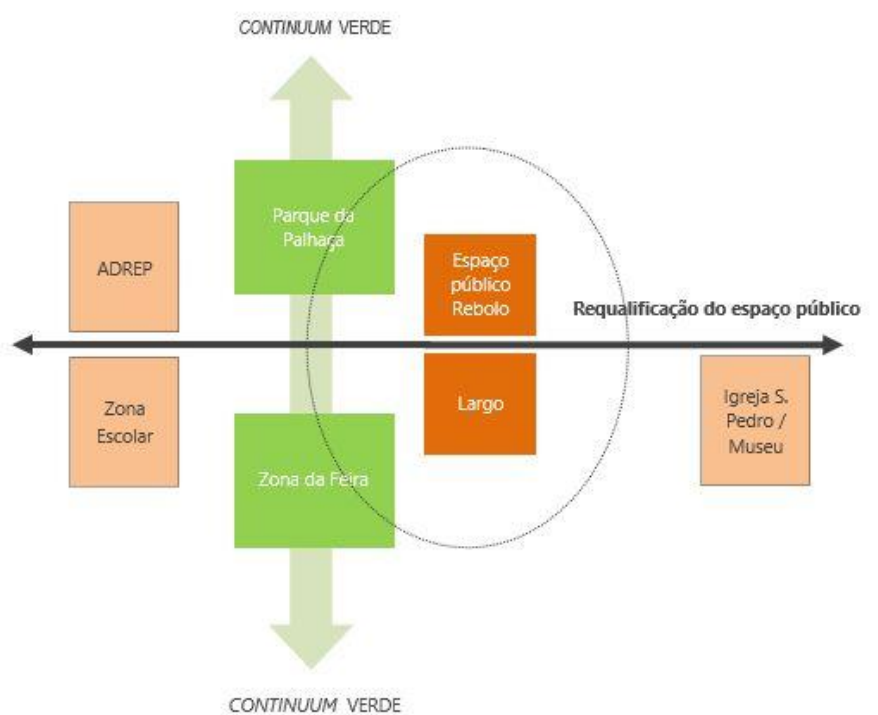 CONTINUUM VERDE
Parque da
Palhaça
ADREP
Espaço
público
Rebolo
Requalificação do espaço público
Zona
Escolar
Largo
Igreja S.
Pedro /
Museu
Zona da Feira
CONTINUUM VERDE